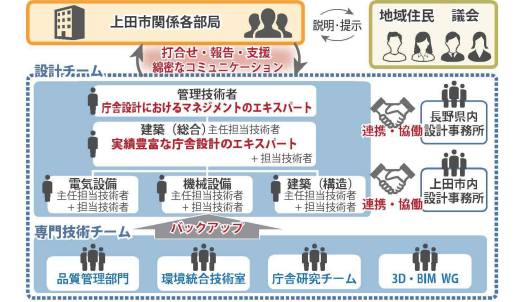 上田市関係各部局
説明・提示
地域住民 議会
打合せ・報告・支援
綿密なコミュニケーション
設計チーム
管理技術者
庁舎設計におけるマネジメントのエキスパート
建築（総合）主任担当技術者
実績豊富な庁舎設計のエキスパート
+ 担当技術者
電気設備
主任担当技術者
+ 担当技術者
機械設備
主任担当技術者
+ 担当技術者
建築（構造）
主任担当技術者
+ 担当技術者
連携・協働
長野県内
設計事務所
連携・協働
上田市内
設計事務所
バックアップ
専門技術チーム
品質管理部門
環境統合技術室
庁舎研究チーム
3D・BIM WG